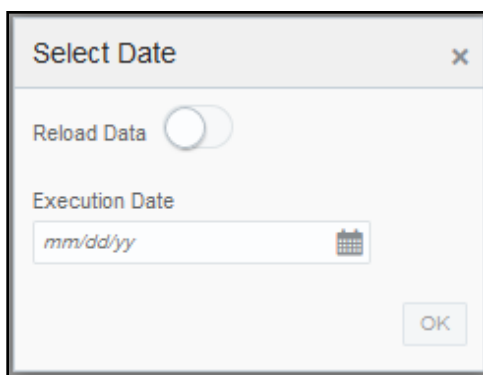 Select Date
Reload Data
Execution Date
mm/dd/yy
OK